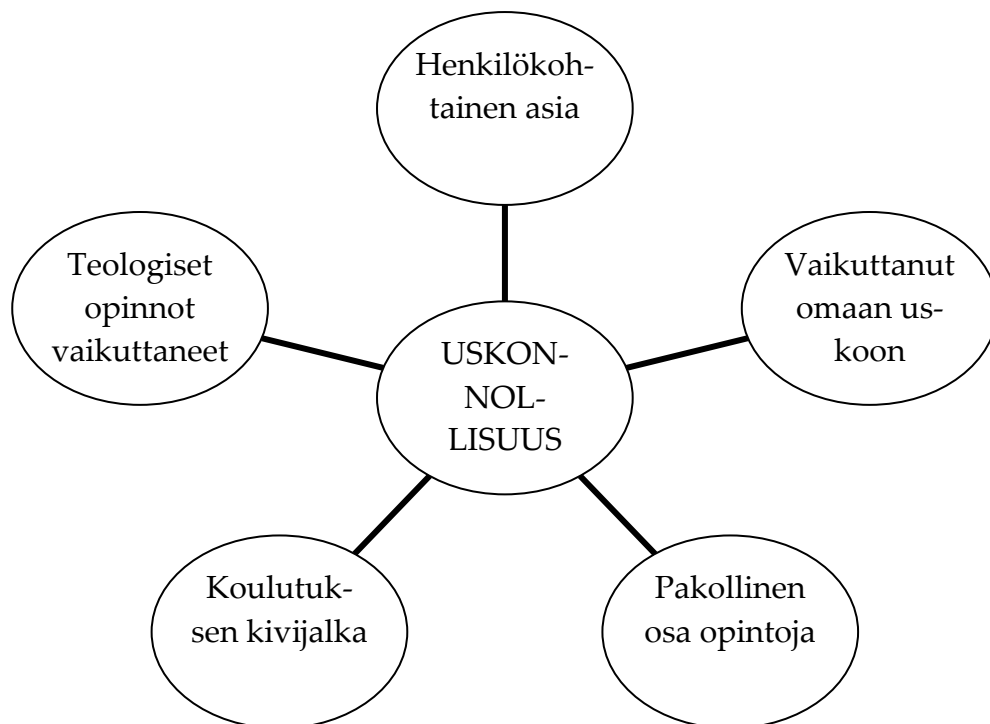 Henkilökoh-
tainen asia
Teologiset
opinnot
vaikuttaneet
Vaikuttanut
omaan us-
koon
USKON-
NOL-
LISUUS
Koulutuk-
sen kivijalka
Pakollinen
osa opintoja